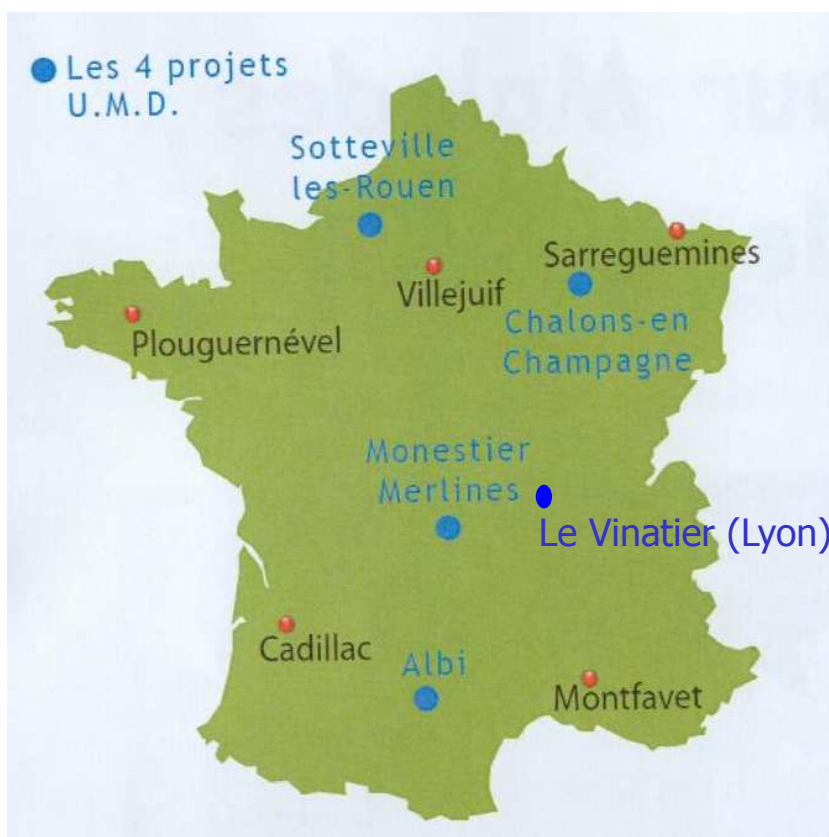 Les 4 projets
U.M.D.
Sotteville
les-Rouen
Sarreguemines
Villejuif
Chalons-en
Champagne
Plouguernével
Monestier
Merlines
Le Vinatier (Lyon)
Cadillac
Albi
Montfavet